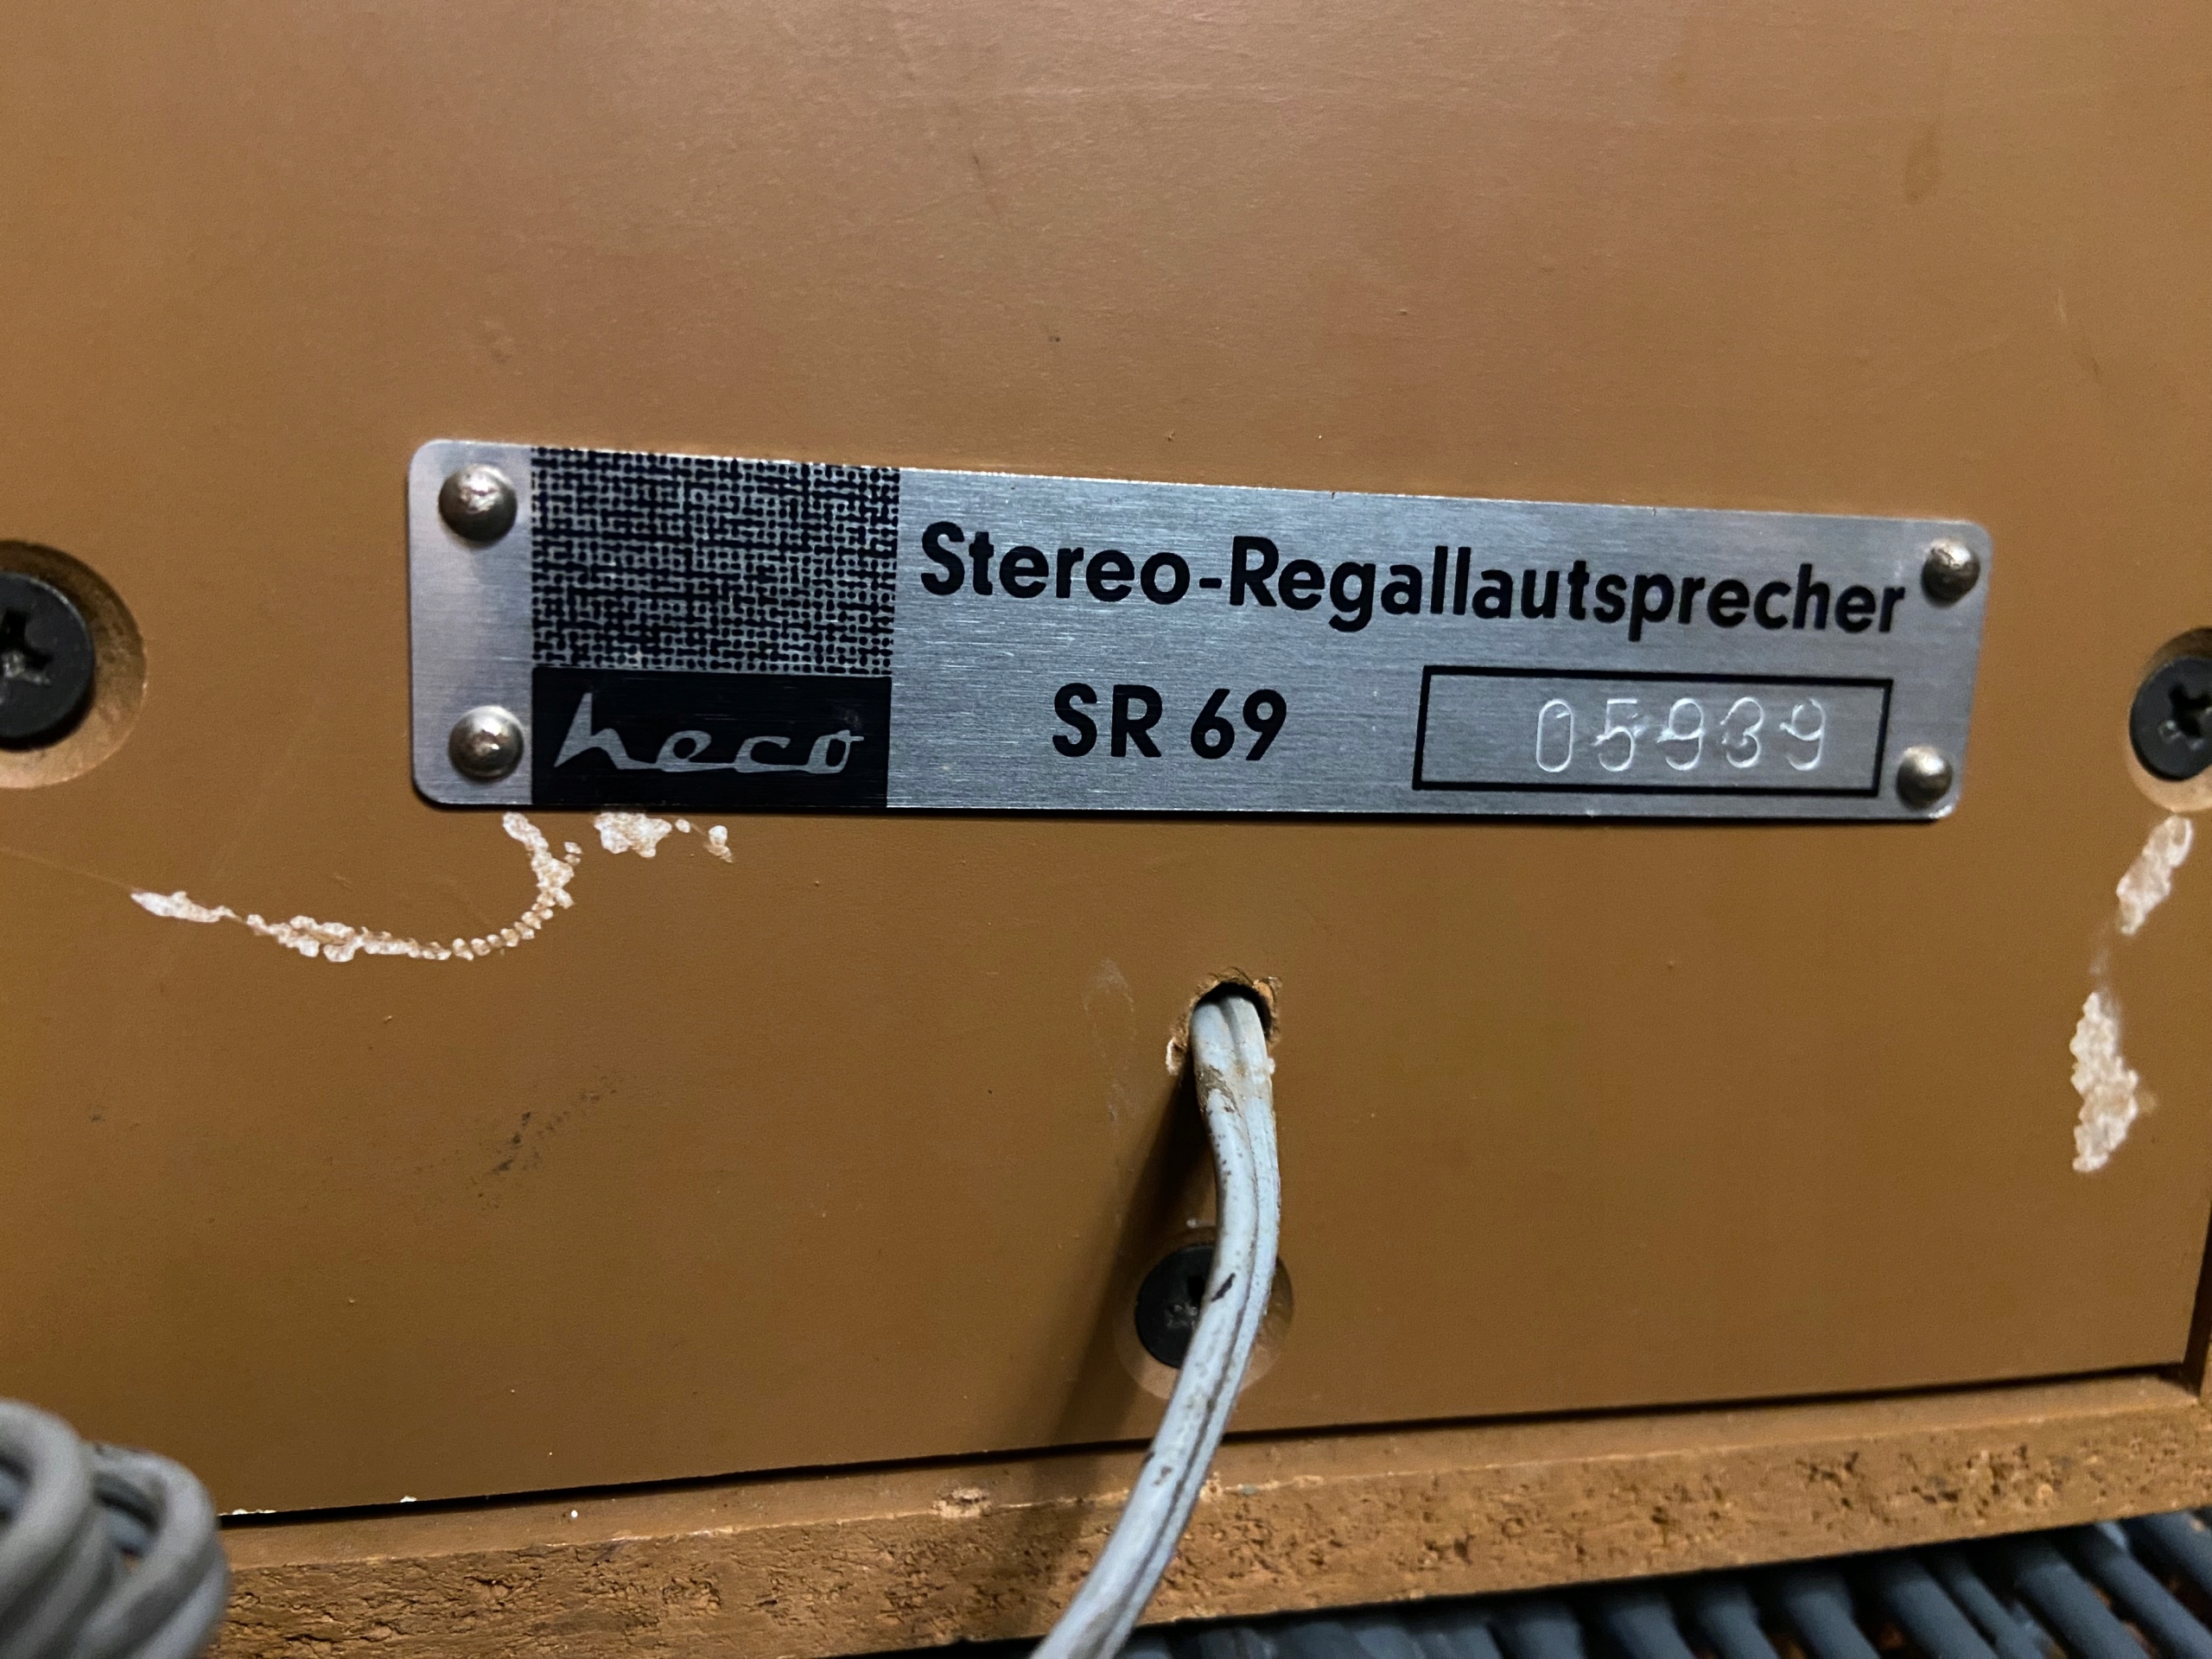 Stereo-Regallautsprecher
heco SR 69 05939